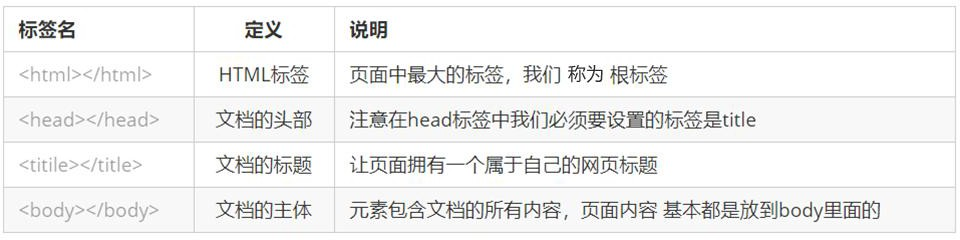 标签名 定义 说明
<html></html> HTML标签 页面中最大的标签，我们 称为 根标签
<head></head> 文档的头部 注意在head标签中我们必须要设置的标签是title
<titile></title> 文档的标题 让页面拥有一个属于自己的网页标题
<body></body> 文档的主体 元素包含文档的所有内容，页面内容 基本都是放到body里面的